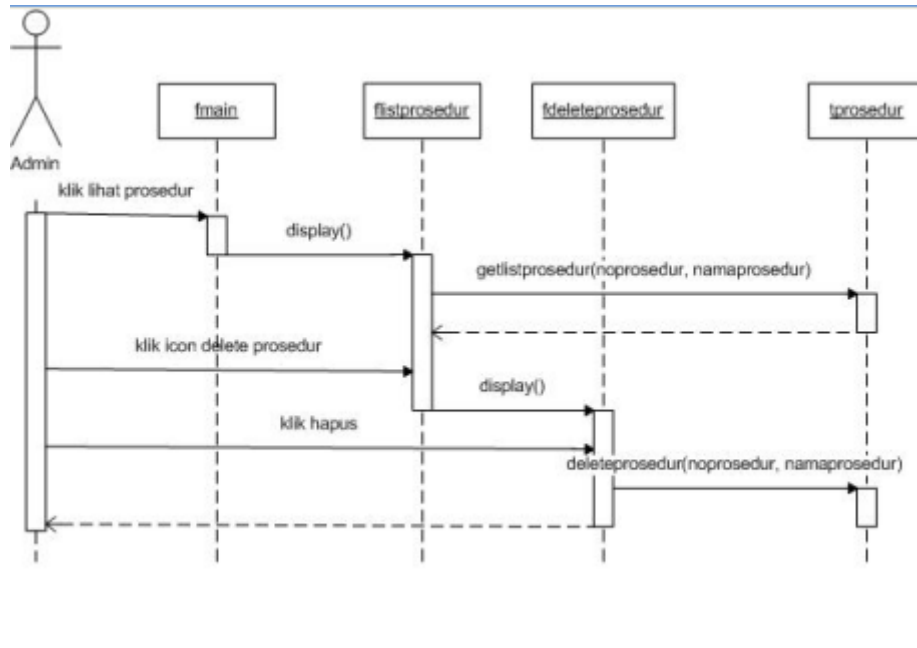 fmain
flistprosedur
fdeleteprosedur
tprosedur
Admin
klik lihat prosedur
display()
getlistprosedur(noprosedur, namaprosedur)
klik icon delete prosedur
display()
klik hapus
deleteprosedur(noprosedur, namaprosedur)